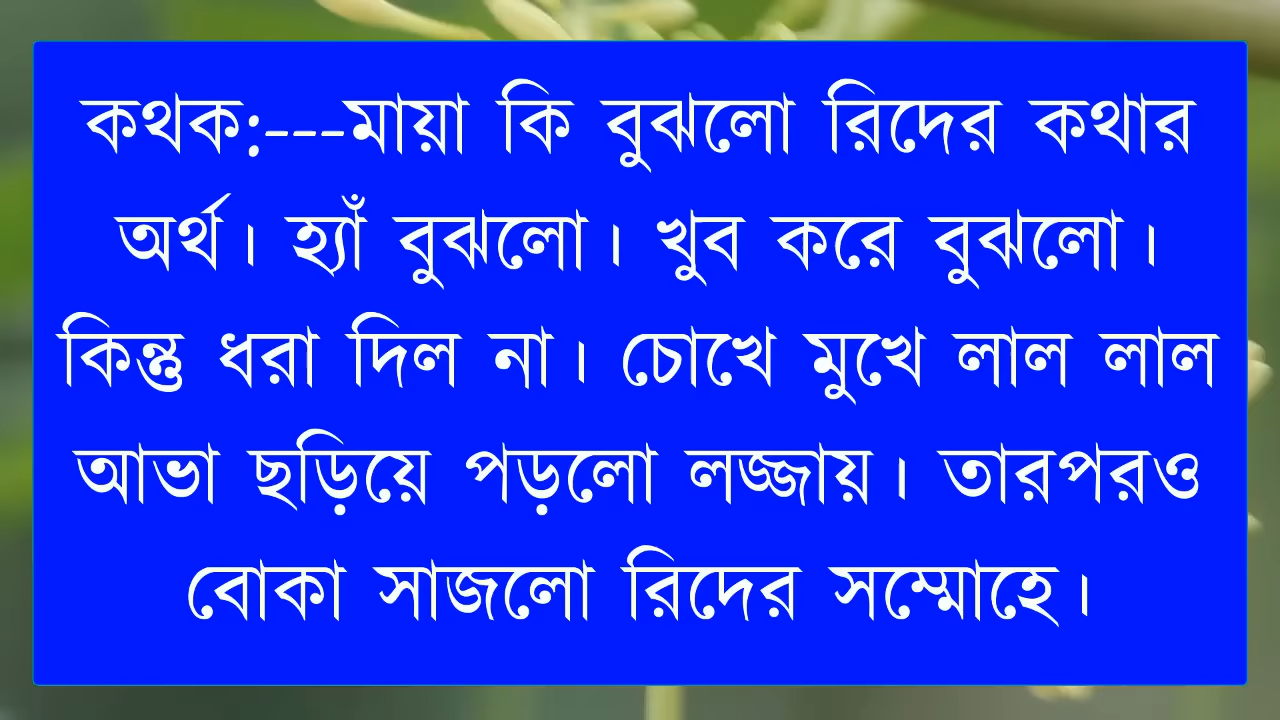 কথক:---মায়া কি বুঝলো রিদের কথার
অর্থ। হ্যাঁ বুঝলো। খুব করে বুঝলো।
কিন্তু ধরা দিল না। চোখে মুখে লাল লাল
আভা ছড়িয়ে পড়লো লজ্জায়। তারপরও
বোকা সাজলো রিদের সম্মোহে।